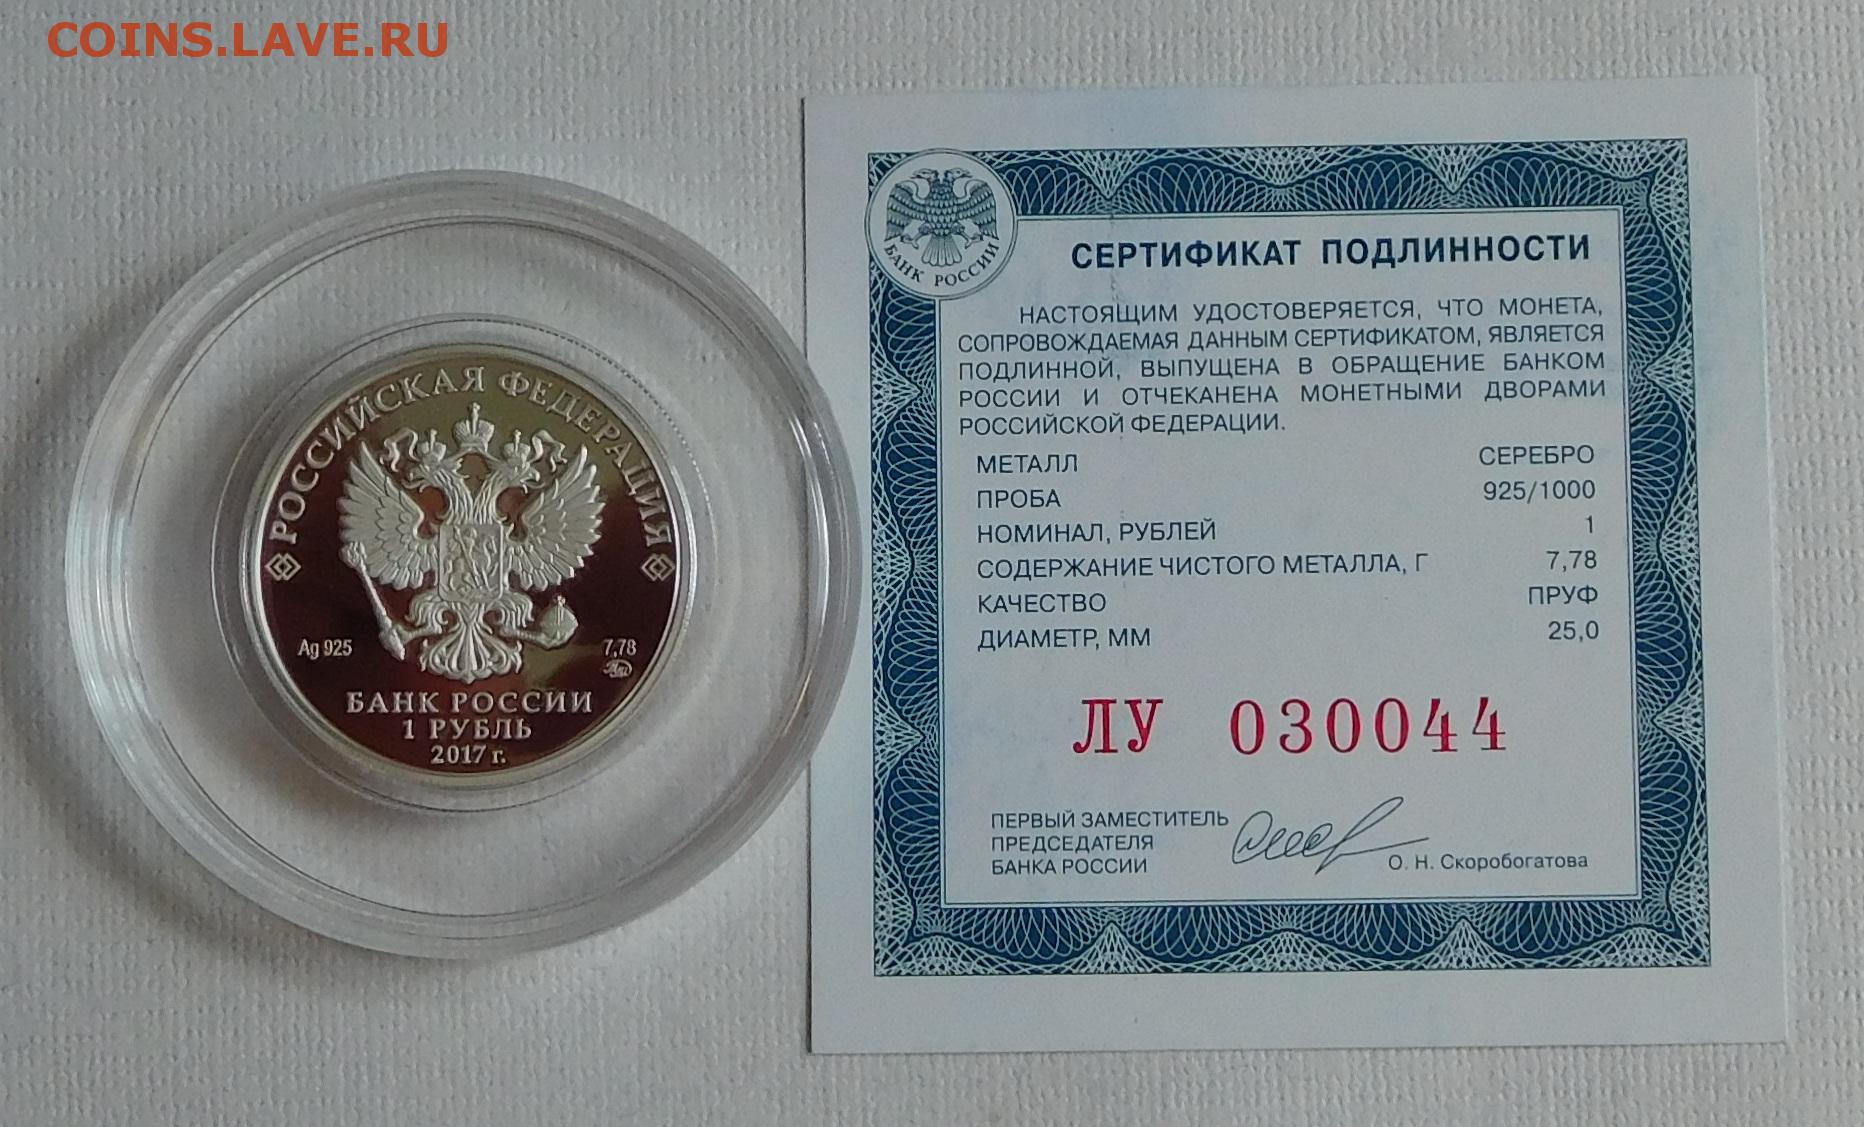 COINS.LAVE.RU
РОССИЙСКАЯ ФЕДЕРАЦИЯ
Ag 925
7,78
БАНК РОССИИ
1 РУБЛЬ
2017 г.
БАНК РОССИИ
СЕРТИФИКАТ ПОДЛИННОСТИ
НАСТОЯЩИМ УДОСТОВЕРЯЕТСЯ, ЧТО МОНЕТА,
СОПРОВОЖДАЕМАЯ ДАННЫМ СЕРТИФИКАТОМ, ЯВЛЯЕТСЯ
ПОДЛИННОЙ, ВЫПУЩЕНА В ОБРАЩЕНИЕ БАНКОМ
РОССИИ И ОТЧЕКАНЕНА МОНЕТНЫМИ ДВОРАМИ
РОССИЙСКОЙ ФЕДЕРАЦИИ.
МЕТАЛЛ СЕРЕБРО
ПРОБА 925/1000
НОМИНАЛ, РУБЛЕЙ 1
СОДЕРЖАНИЕ ЧИСТОГО МЕТАЛЛА, Г 7,78
КАЧЕСТВО ПРУФ
ДИАМЕТР, ММ 25,0
ЛУ 030044
ПЕРВЫЙ ЗАМЕСТИТЕЛЬ
ПРЕДСЕДАТЕЛЯ
БАНКА РОССИИ
О. Н. Скоробогатова